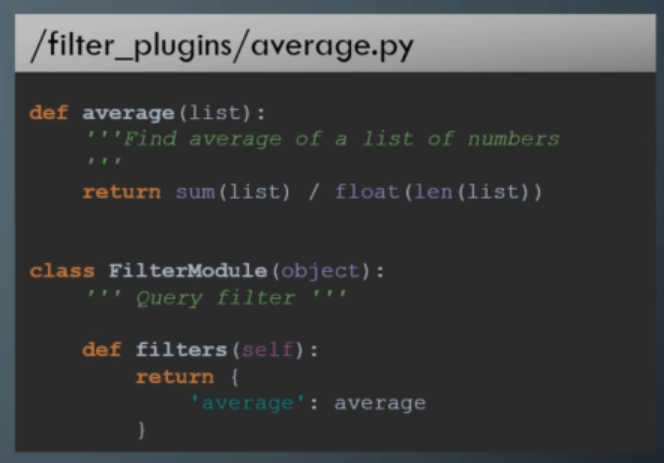 /filter_plugins/average.py
def average(list):
    '''Find average of a list of numbers
    '''
    return sum(list) / float(len(list))
class FilterModule(object):
    ''' Query filter '''
    def filters(self):
        return {
            'average': average
        }